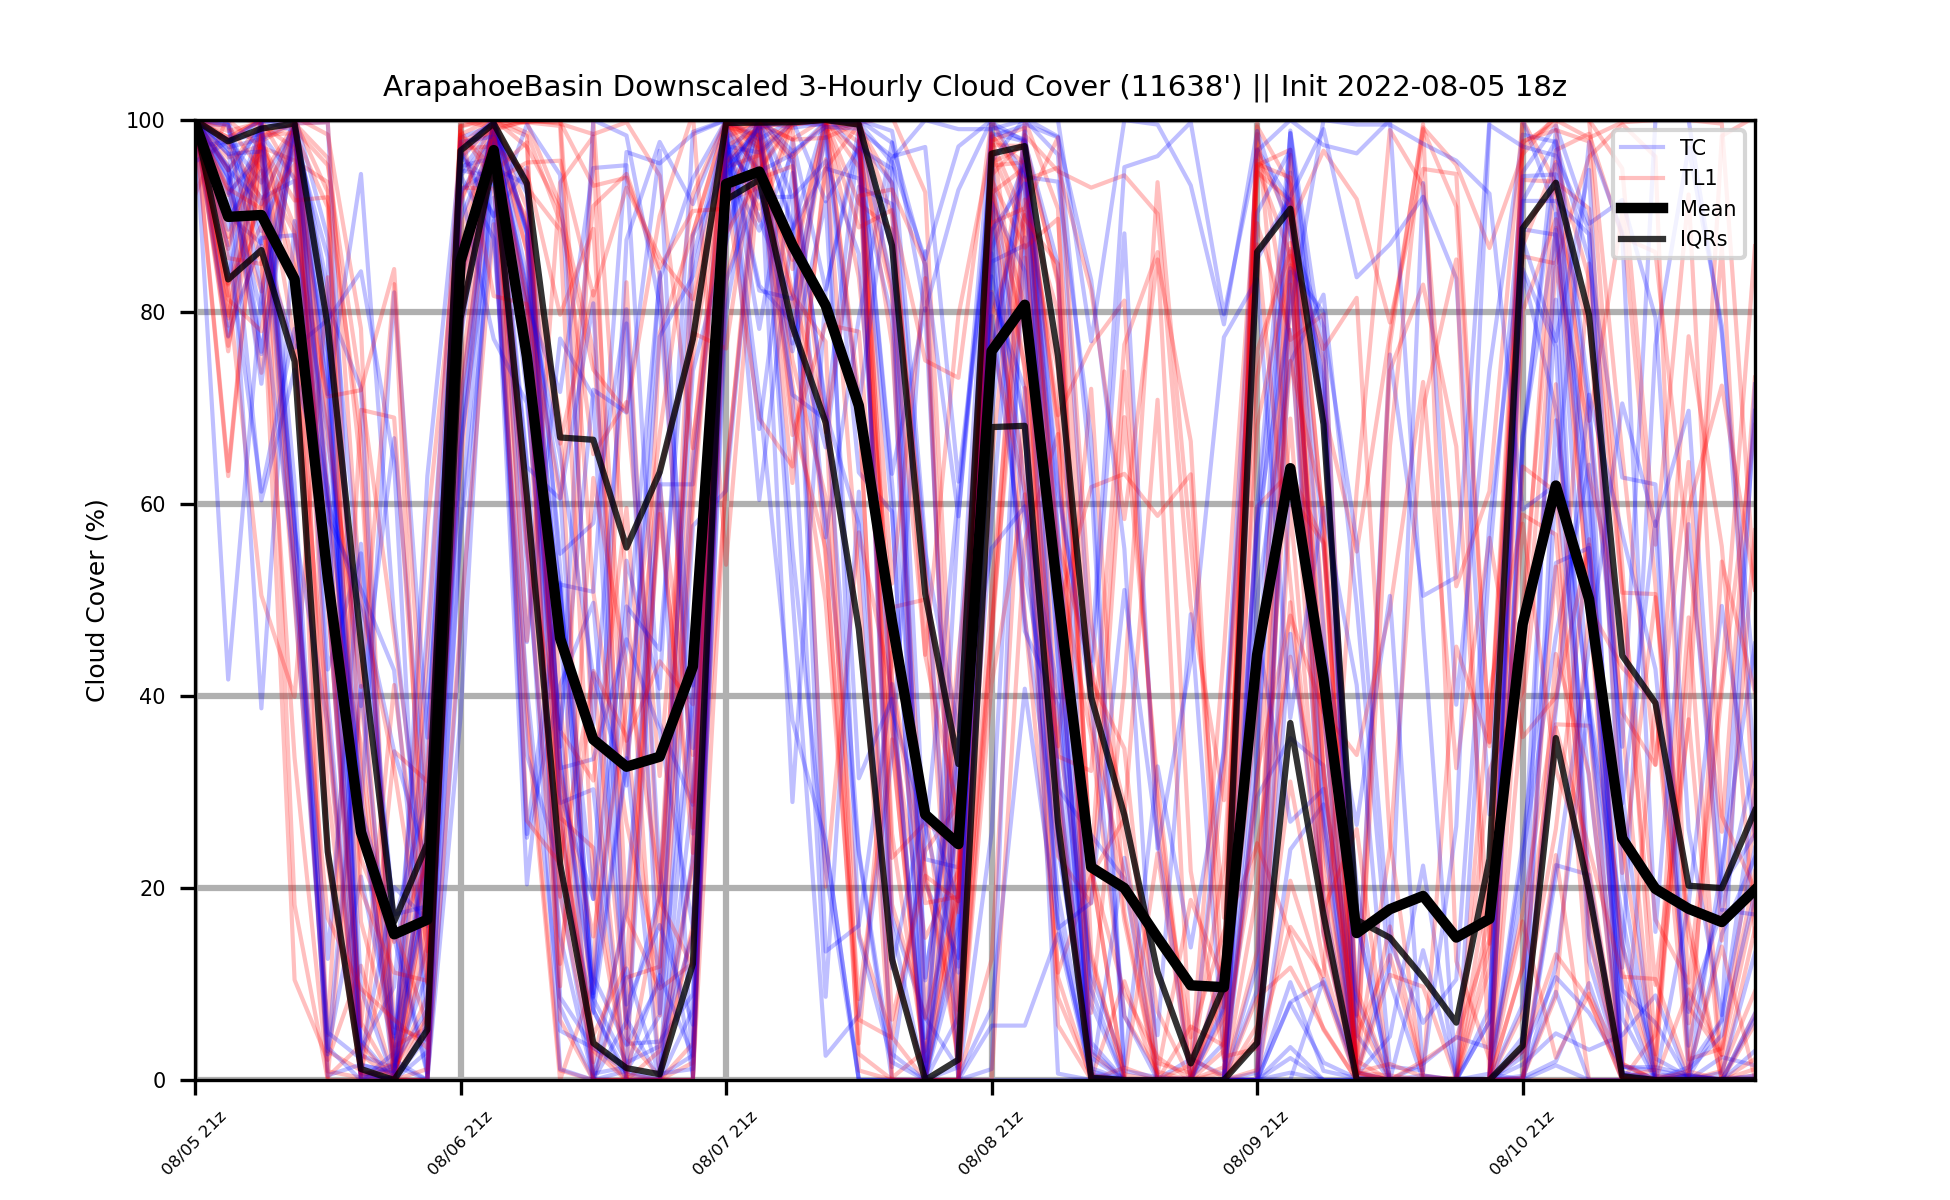 ArapahoeBasin Downscaled 3-Hourly Cloud Cover (11638') || Init 2022-08-05 18z
TC
TL1
Mean
IQRs
Cloud Cover (%)
100
80
60
40
20
0
08/05 21z
08/06 21z
08/07 21z
08/08 21z
08/09 21z
08/10 21z